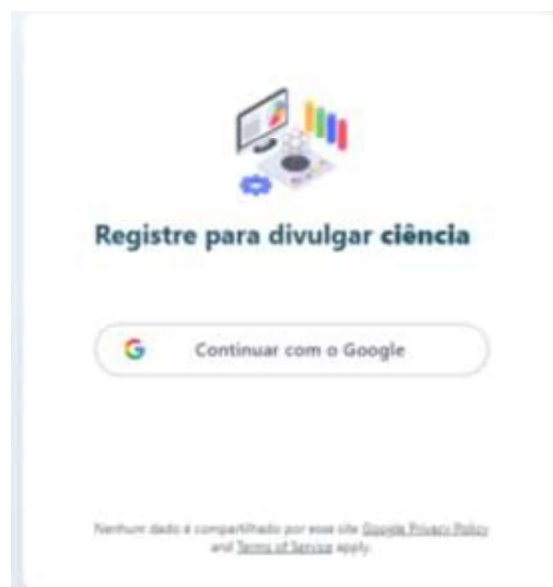 Registre para divulgar ciência
Continuar com o Google
Nenhum dado é compartilhado por esse site Google Privacy Policy
and Terms of Service apply.